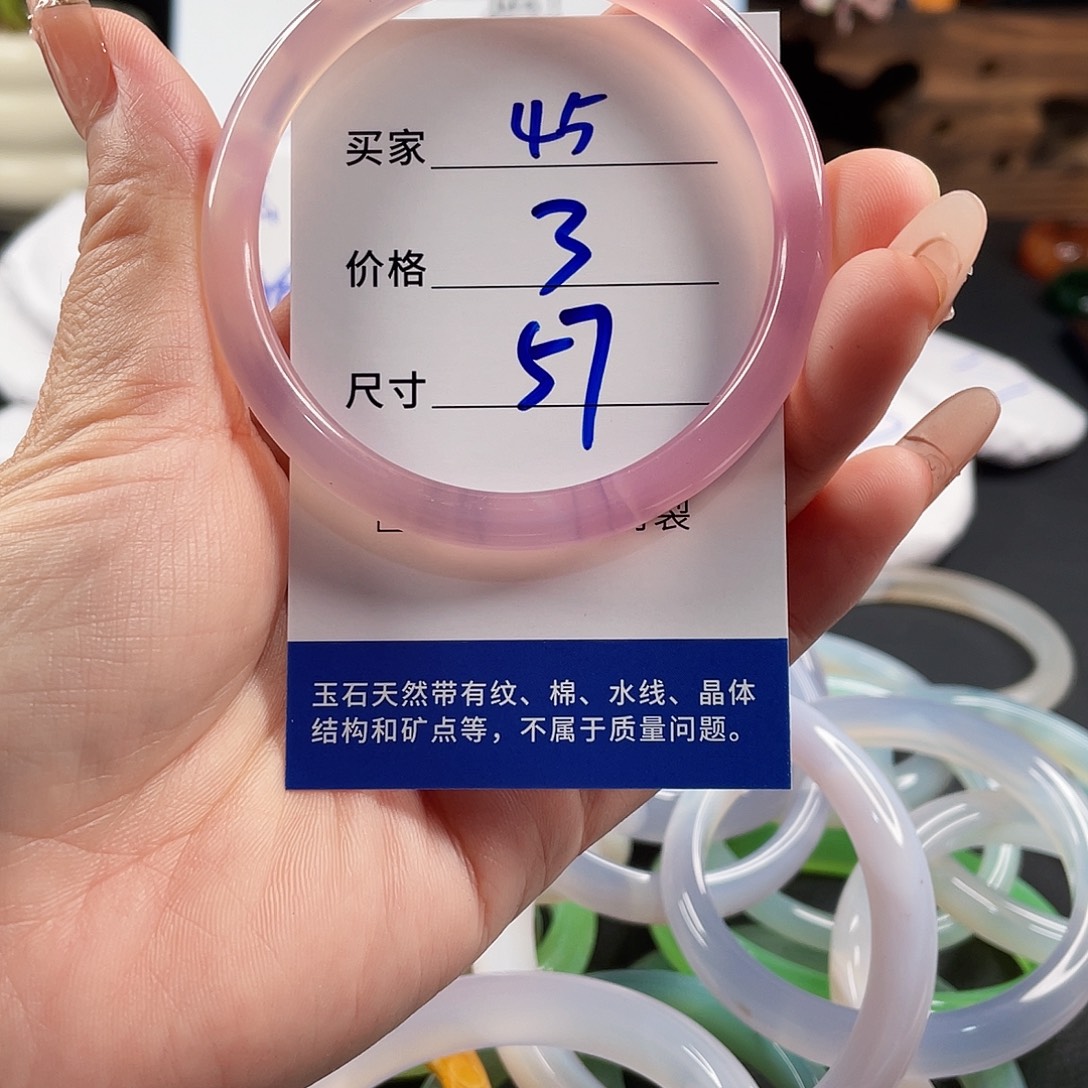 买家 45
价格 3
尺寸 57
裂
玉石天然带有纹、棉、水线、晶体
结构和矿点等，不属于质量问题。